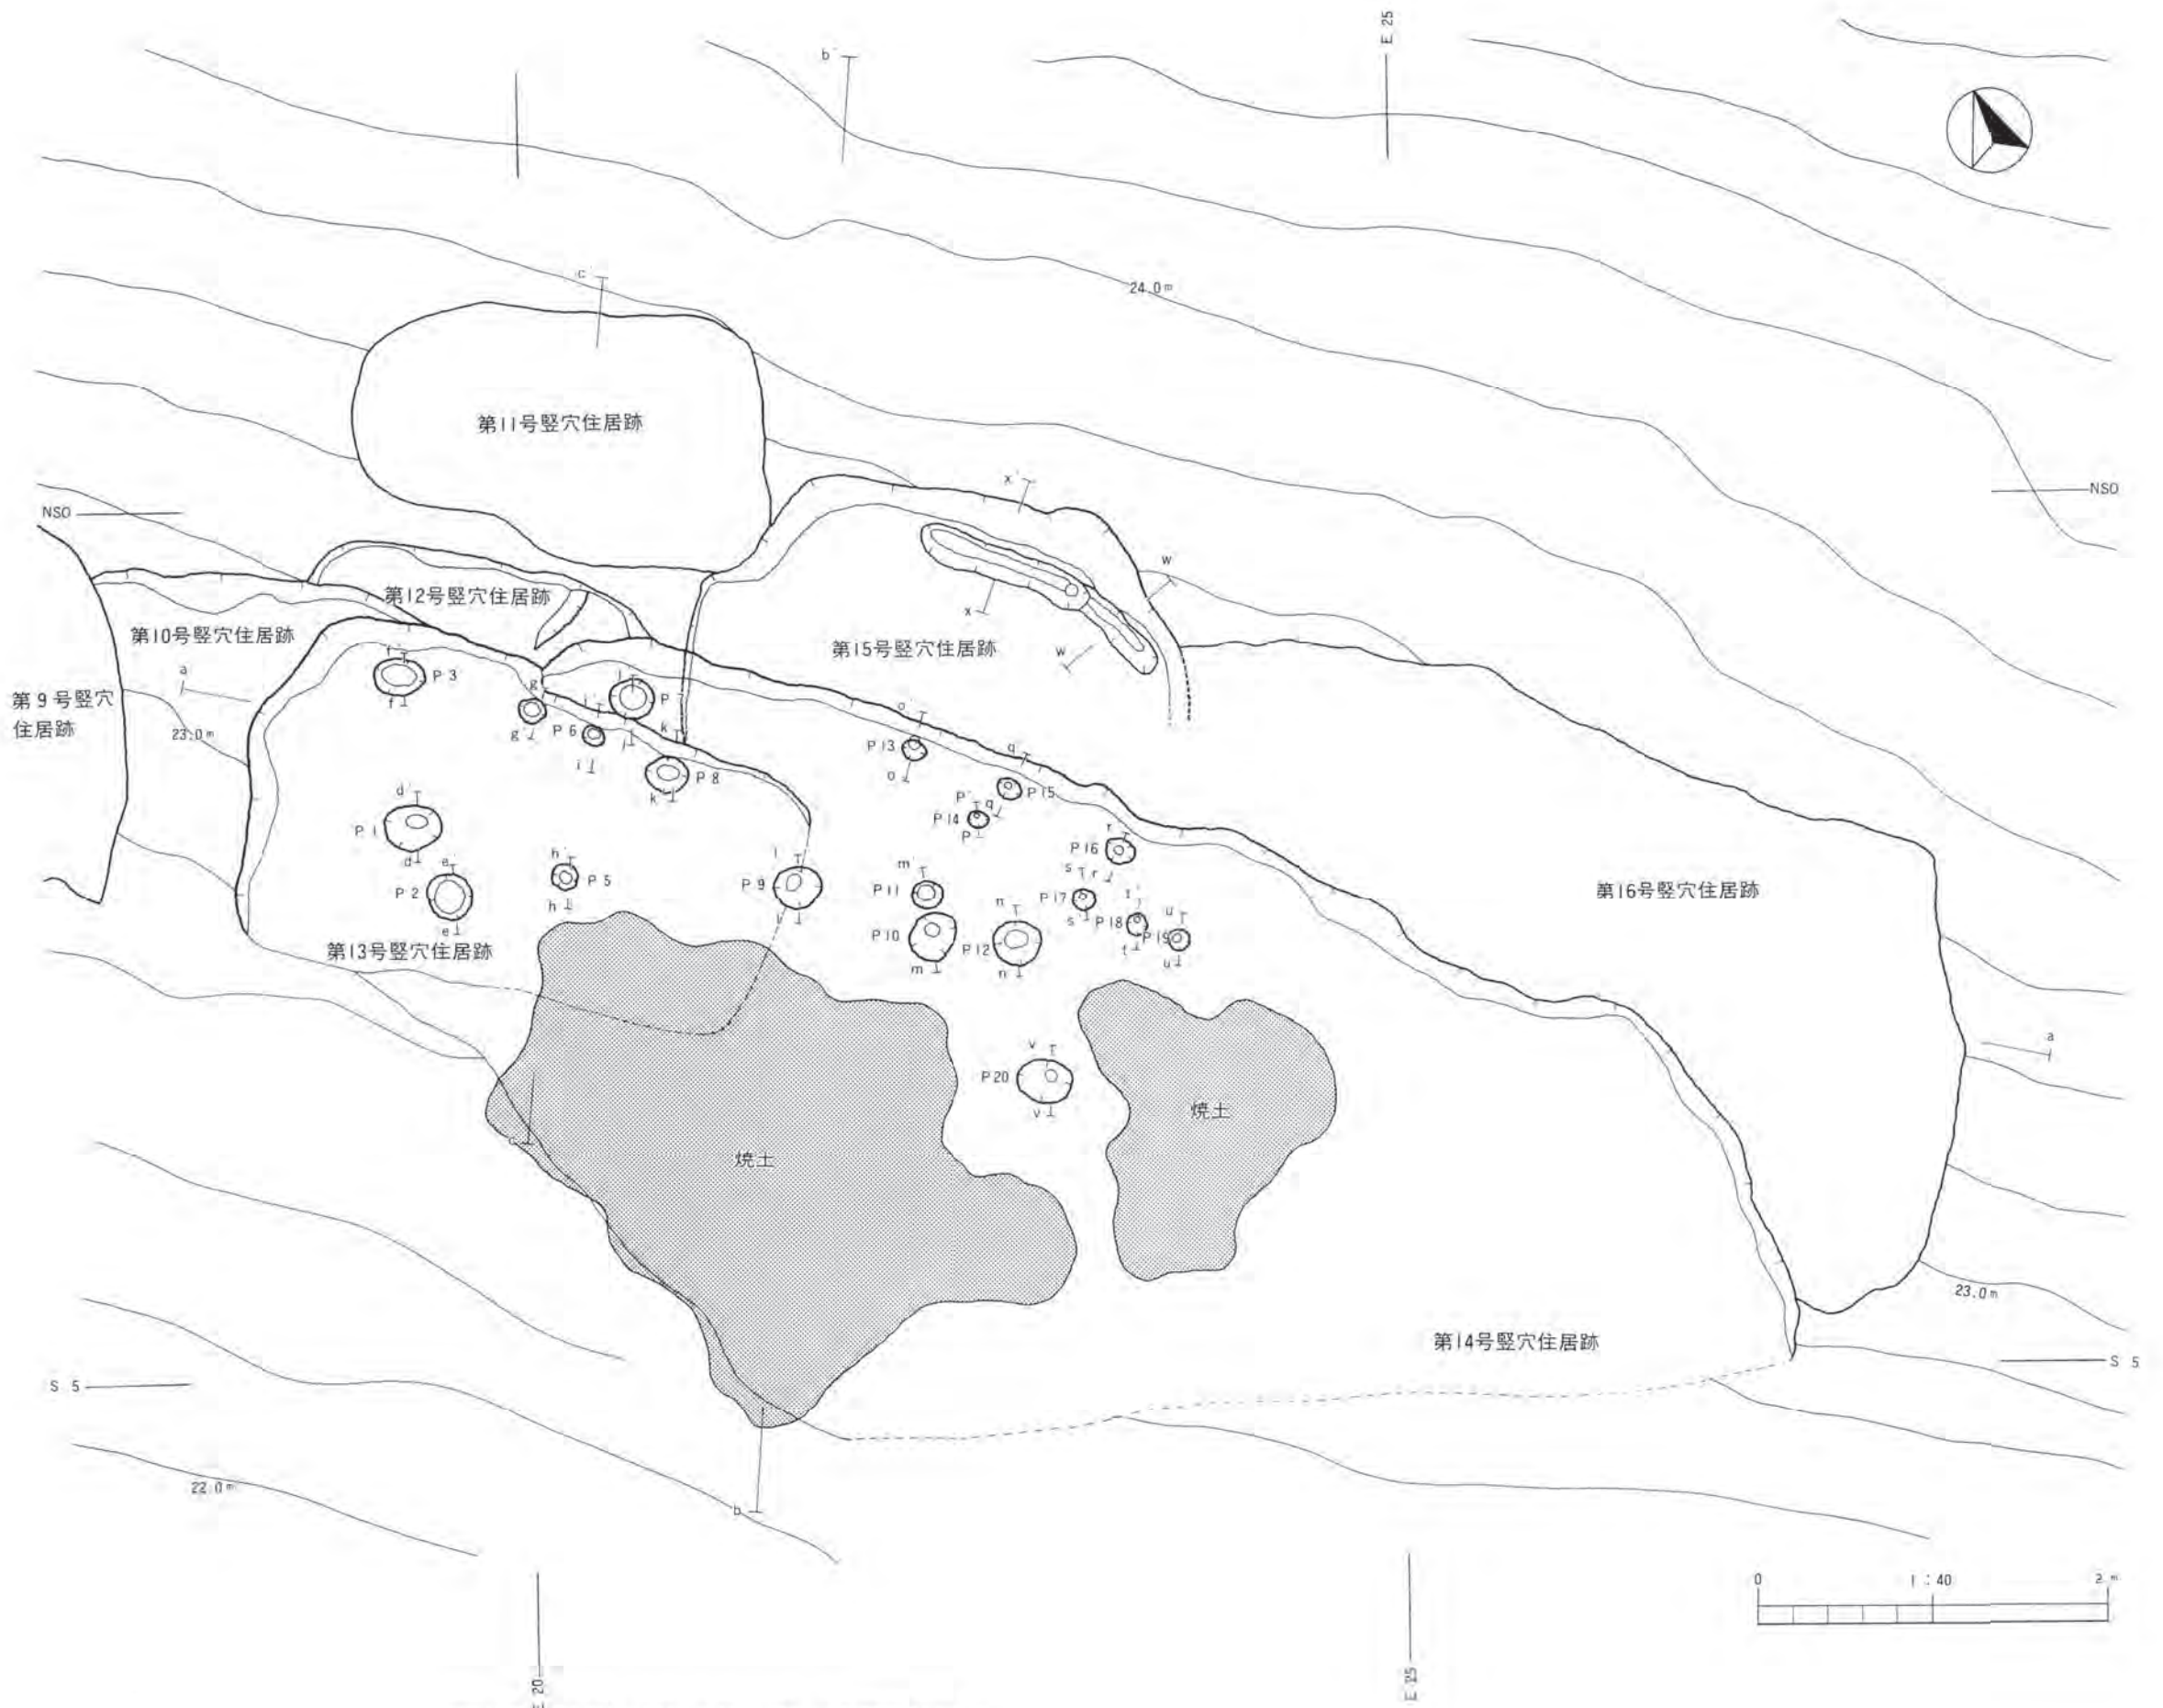 E 25
b'
c'
24.0m
第11号竪穴住居跡
x'
NS0
NS0
w'
第12号竪穴住居跡
x
第10号竪穴住居跡
第15号竪穴住居跡
w
a
f'
P 3
f
g
P 7
第9号竪穴
住居跡
23.0m
g'
P 6
j
k
i
o'
P 13
o
q'
P 8
k'
P 15
d'
P 1
d
p'
q
P 14
p
r
P 16
e'
P 2
e
h'
P 5
h
l
P 9
l
m'
P 11
P 10
m
n'
P 12
n
s
r
P 17
s'
P 18
t
u
P 19
u
第16号竪穴住居跡
第13号竪穴住居跡
v
P 20
v
a
焼土
焼土
c
第14号竪穴住居跡
23.0m
S 5
S 5
22.0m
b
0
1 : 40
2 m
E 20
E 25